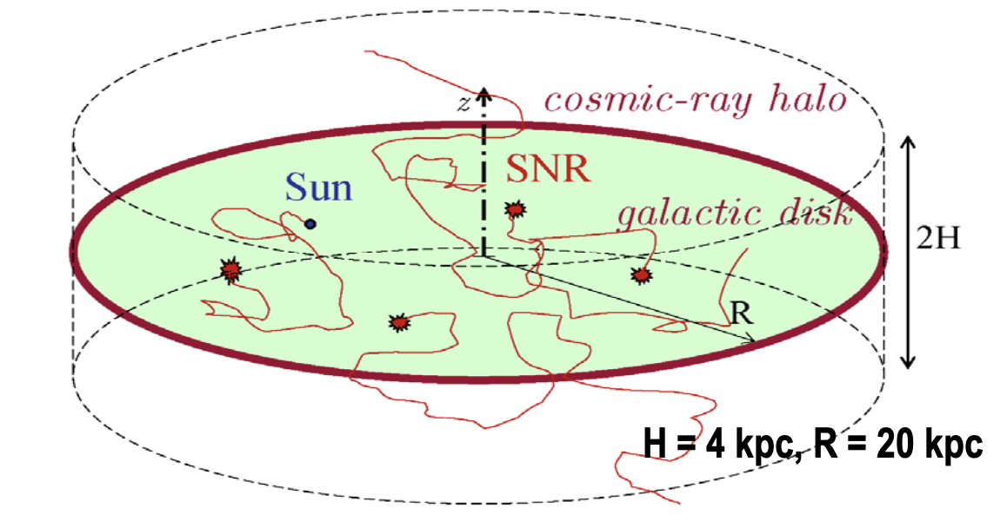 cosmic-ray halo
z
SNR
Sun
galactic disk
2H
R
H = 4 kpc, R = 20 kpc